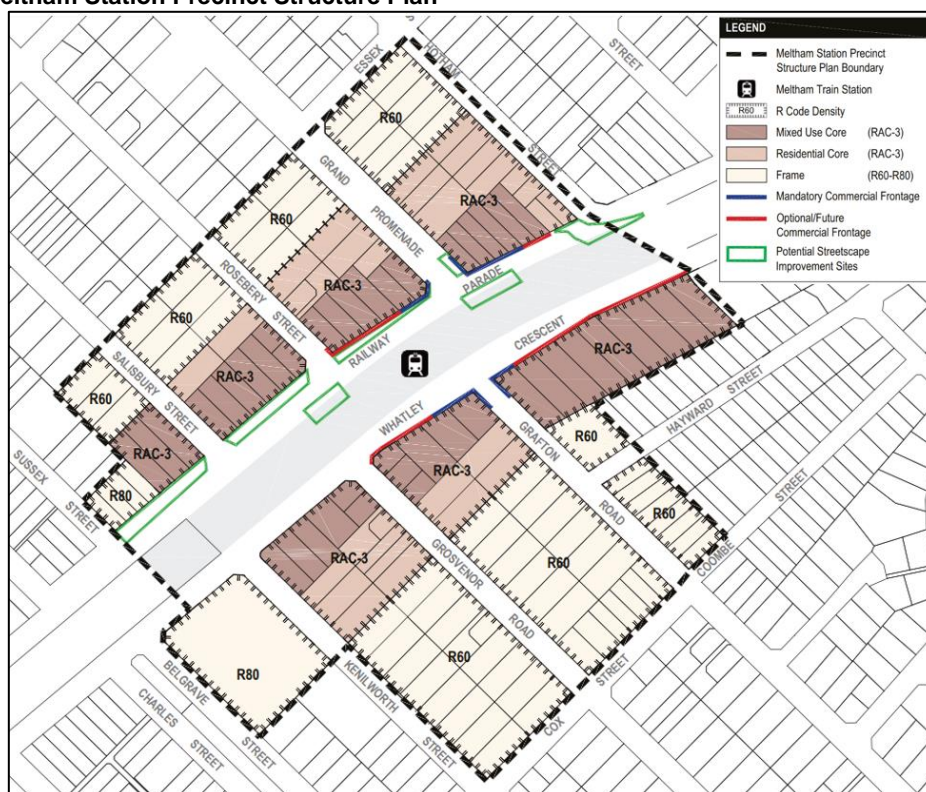 eltham Station Precinct Structure Plan
LEGEND
Meltham Station Precinct
Structure Plan Boundary
Meltham Train Station
R60 R Code Density
Mixed Use Core (RAC-3)
Residential Core (RAC-3)
Frame (R60-R80)
Mandatory Commercial Frontage
Optional/Future
Commercial Frontage
Potential Streetscape
Improvement Sites
ESSEX
HOTHAM
STREET
STREET
R60
GRAND
PROMENADE
RAC-3
R60
ROSEBERY
STREET
RAC-3
PARADE
RAILWAY
R60
SALISBURY
STREET
RAC-3
CRESCENT
RAC-3
R60
RAC-3
WHATLEY
HAYWARD STREET
SUSSEX
STREET
R80
RAC-3
GRAFTON
ROAD
R60
R60
COOMBE
STREET
RAC-3
GROSVENOR
ROAD
R60
R60
R80
KENILWORTH
STREET
BELGRAVE
STREET
CHARLES
STREET
COX
STREET